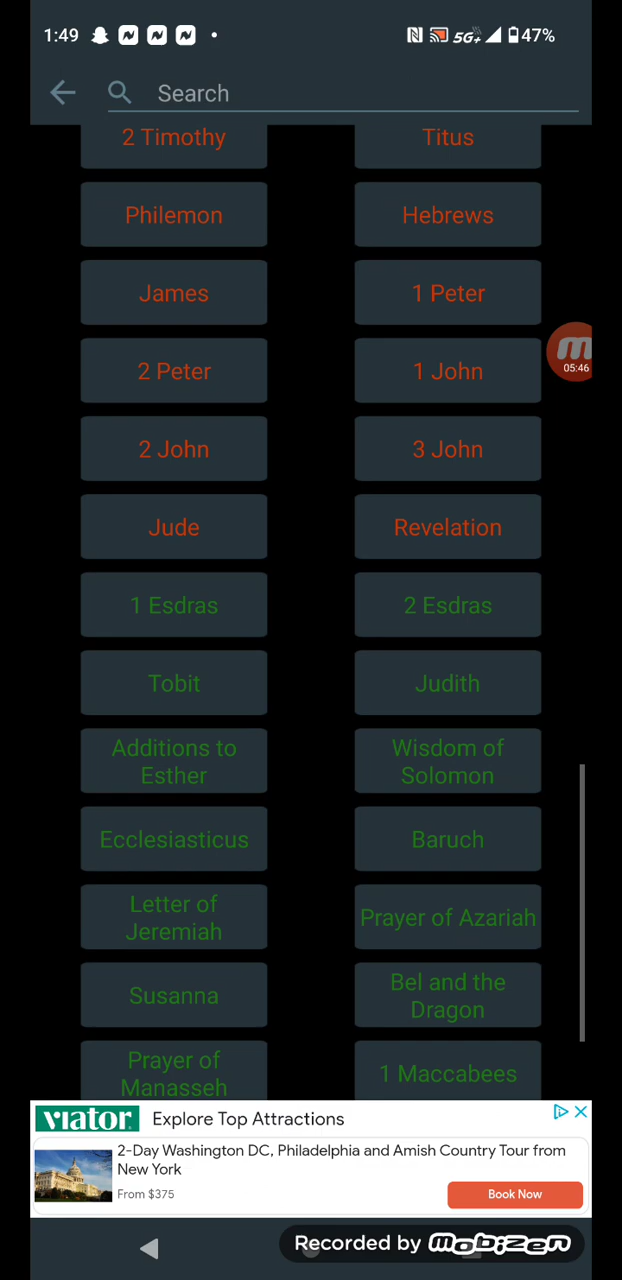 1:49
5G+
47%
Search
2 Timothy
Titus
Philemon
Hebrews
James
1 Peter
2 Peter
1 John
05:46
2 John
3 John
Jude
Revelation
1 Esdras
2 Esdras
Tobit
Judith
Additions to
Esther
Wisdom of
Solomon
Ecclesiasticus
Baruch
Letter of
Jeremiah
Prayer of Azariah
Susanna
Bel and the
Dragon
Prayer of
Manasseh
1 Maccabees
viator
Explore Top Attractions
2-Day Washington DC, Philadelphia and Amish Country Tour from
New York
From $375
Book Now
Recorded by mobizen